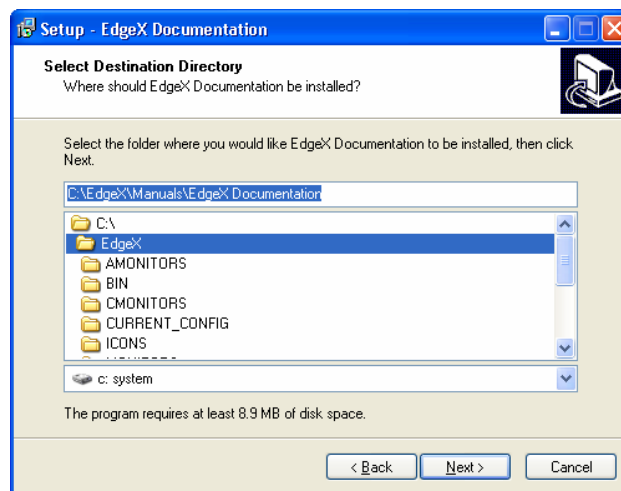 Setup - EdgeX Documentation
Select Destination Directory
Where should EdgeX Documentation be installed?
Select the folder where you would like EdgeX Documentation to be installed, then click
Next.
C:\EdgeX\Manuals\EdgeX Documentation
C:\
EdgeX
AMONITORS
BIN
CMONITORS
CURRENT_CONFIG
ICONS
c: system
The program requires at least 8.9 MB of disk space.
< Back Next > Cancel